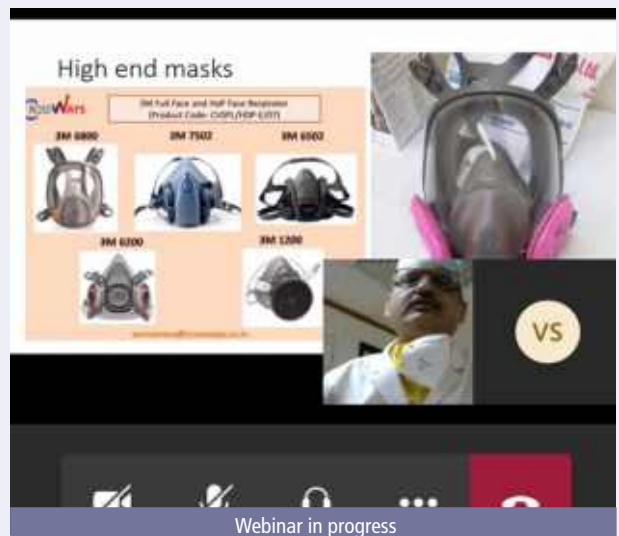 High end masks
3M Full Face and Half Face Respirator
3M 6800
3M 7502
3M 6502
3M 6200
3M 1200
Ltd.
VS
Webinar in progress